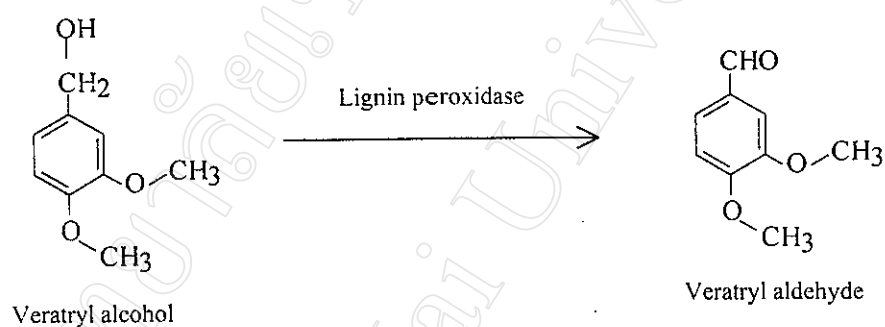 OH
CH2
O
CH3
O
CH3
Veratryl alcohol
Lignin peroxidase
CHO
O
CH3
O
CH3
Veratryl aldehyde